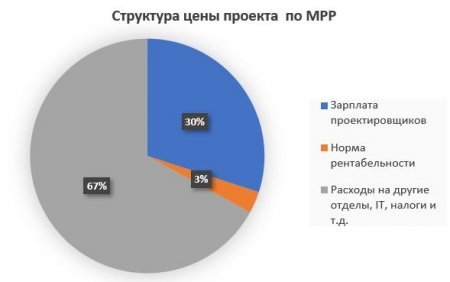 Структура цены проекта по МРР
30%
3%
67%
Зарплата
проектировщиков
Норма
рентабельности
Расходы на другие
отделы, IT, налоги и
т.д.